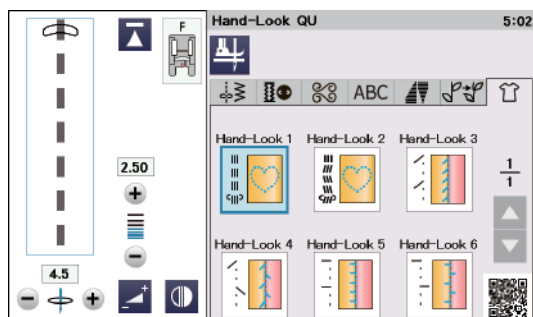 F
Hand-Look QU
5:02
ABC
Hand-Look 1
Hand-Look 2
Hand-Look 3
2.50
1
1
Hand-Look 4
Hand-Look 5
Hand-Look 6
4.5